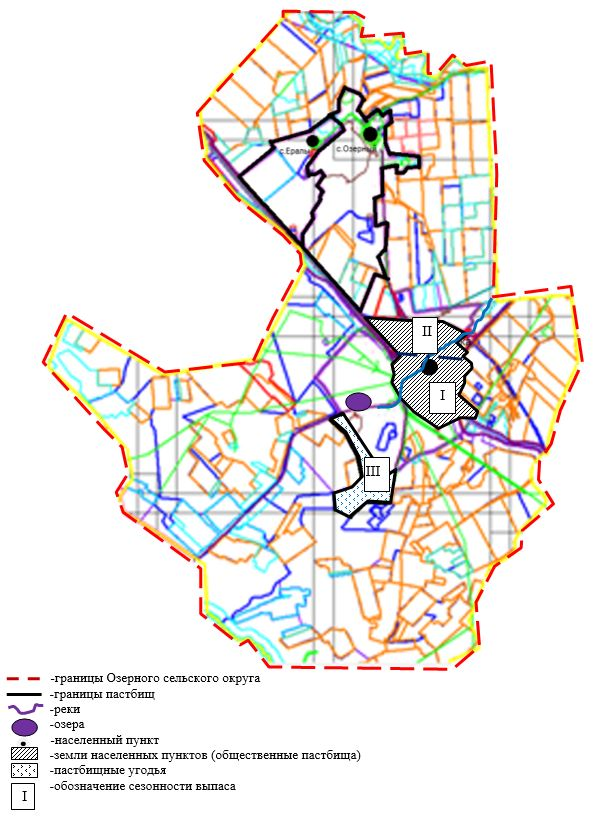 с.Ералы
с.Озерный
II
I
III
-границы Озерного сельского округа
-границы пастбищ
-реки
-озера
-населенный пункт
-земли населенных пунктов (общественные пастбища)
-пастбищные угодья
I -обозначение сезонности выпаса